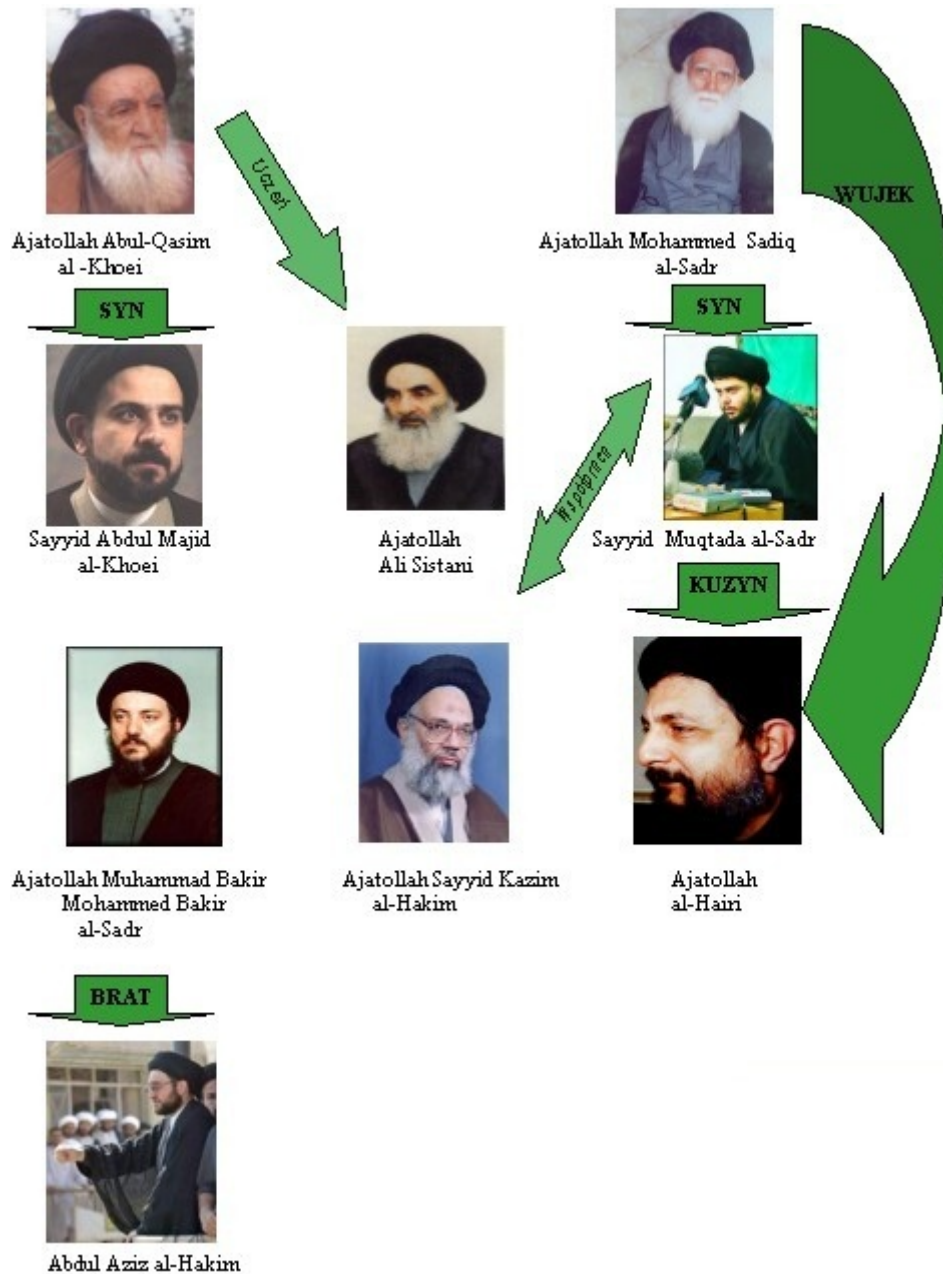 Uczeń
WUJEK
Ajatollah Abul-Qasim
al -Khoei
Ajatollah Mohammed Sadiq
al-Sadr
SYN
SYN
Współpraca
Sayyid Abdul Majid
al-Khoei
Ajatollah
Ali Sistani
Sayyid Muqtada al-Sadr
KUZYN
Ajatollah Muhammad Bakir
Mohammed Bakir
al-Sadr
Ajatollah Sayyid Kazim
al-Hakim
Ajatollah
al-Hairi
BRAT
Abdul Aziz al-Hakim